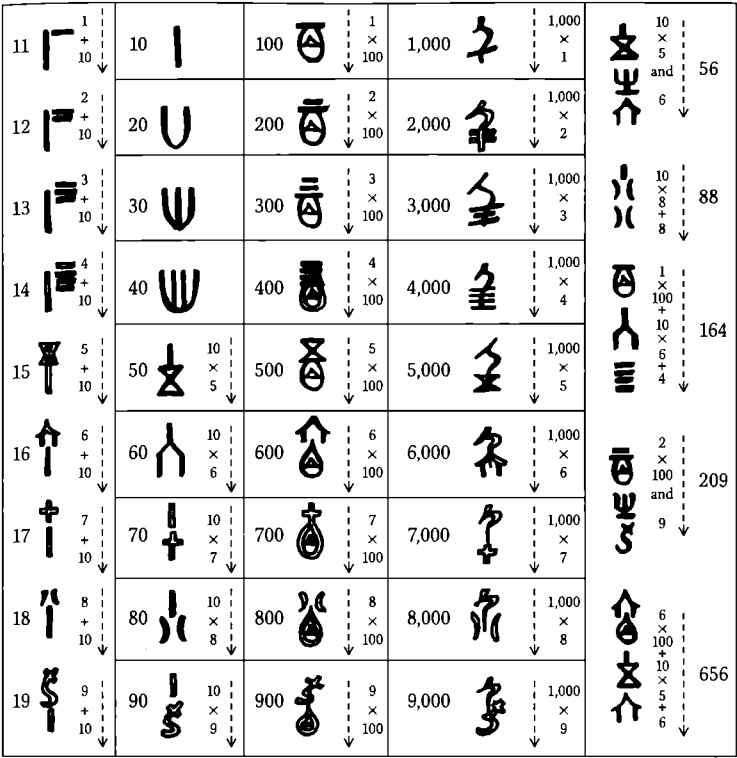 11 1 + 10
10
100 1 × 100
1,000 1,000 × 1
12 2 + 10
20
200 2 × 100
2,000 1,000 × 2
13 3 + 10
30
300 3 × 100
3,000 1,000 × 3
14 4 + 10
40
400 4 × 100
4,000 1,000 × 4
15 5 + 10
50 10 × 5
500 5 × 100
5,000 1,000 × 5
16 6 + 10
60 10 × 6
600 6 × 100
6,000 1,000 × 6
17 7 + 10
70 10 × 7
700 7 × 100
7,000 1,000 × 7
18 8 + 10
80 10 × 8
800 8 × 100
8,000 1,000 × 8
19 9 + 10
90 10 × 9
900 9 × 100
9,000 1,000 × 9
10 × 5 and 6 56
10 × 8 + 8 88
1 × 100 + 10 × 6 + 4 164
2 × 100 and 9 209
6 × 100 + 10 × 5 + 6 656